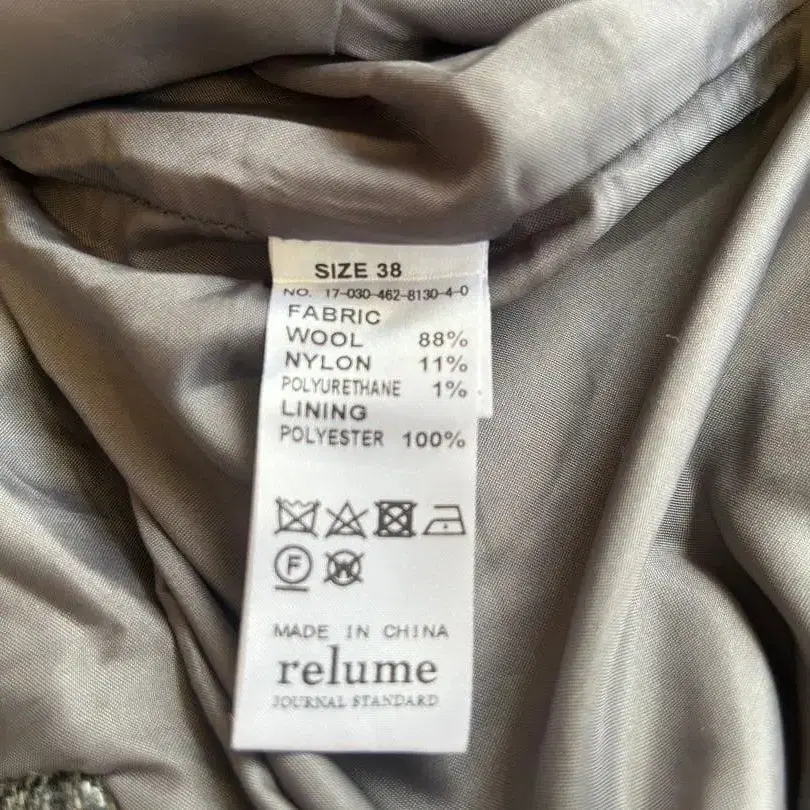 SIZE 38
NO. 17-030-462-8130-4-0
FABRIC
WOOL 88%
NYLON 11%
POLYURETHANE 1%
LINING
POLYESTER 100%
F W
MADE IN CHINA
relume
JOURNAL STANDARD